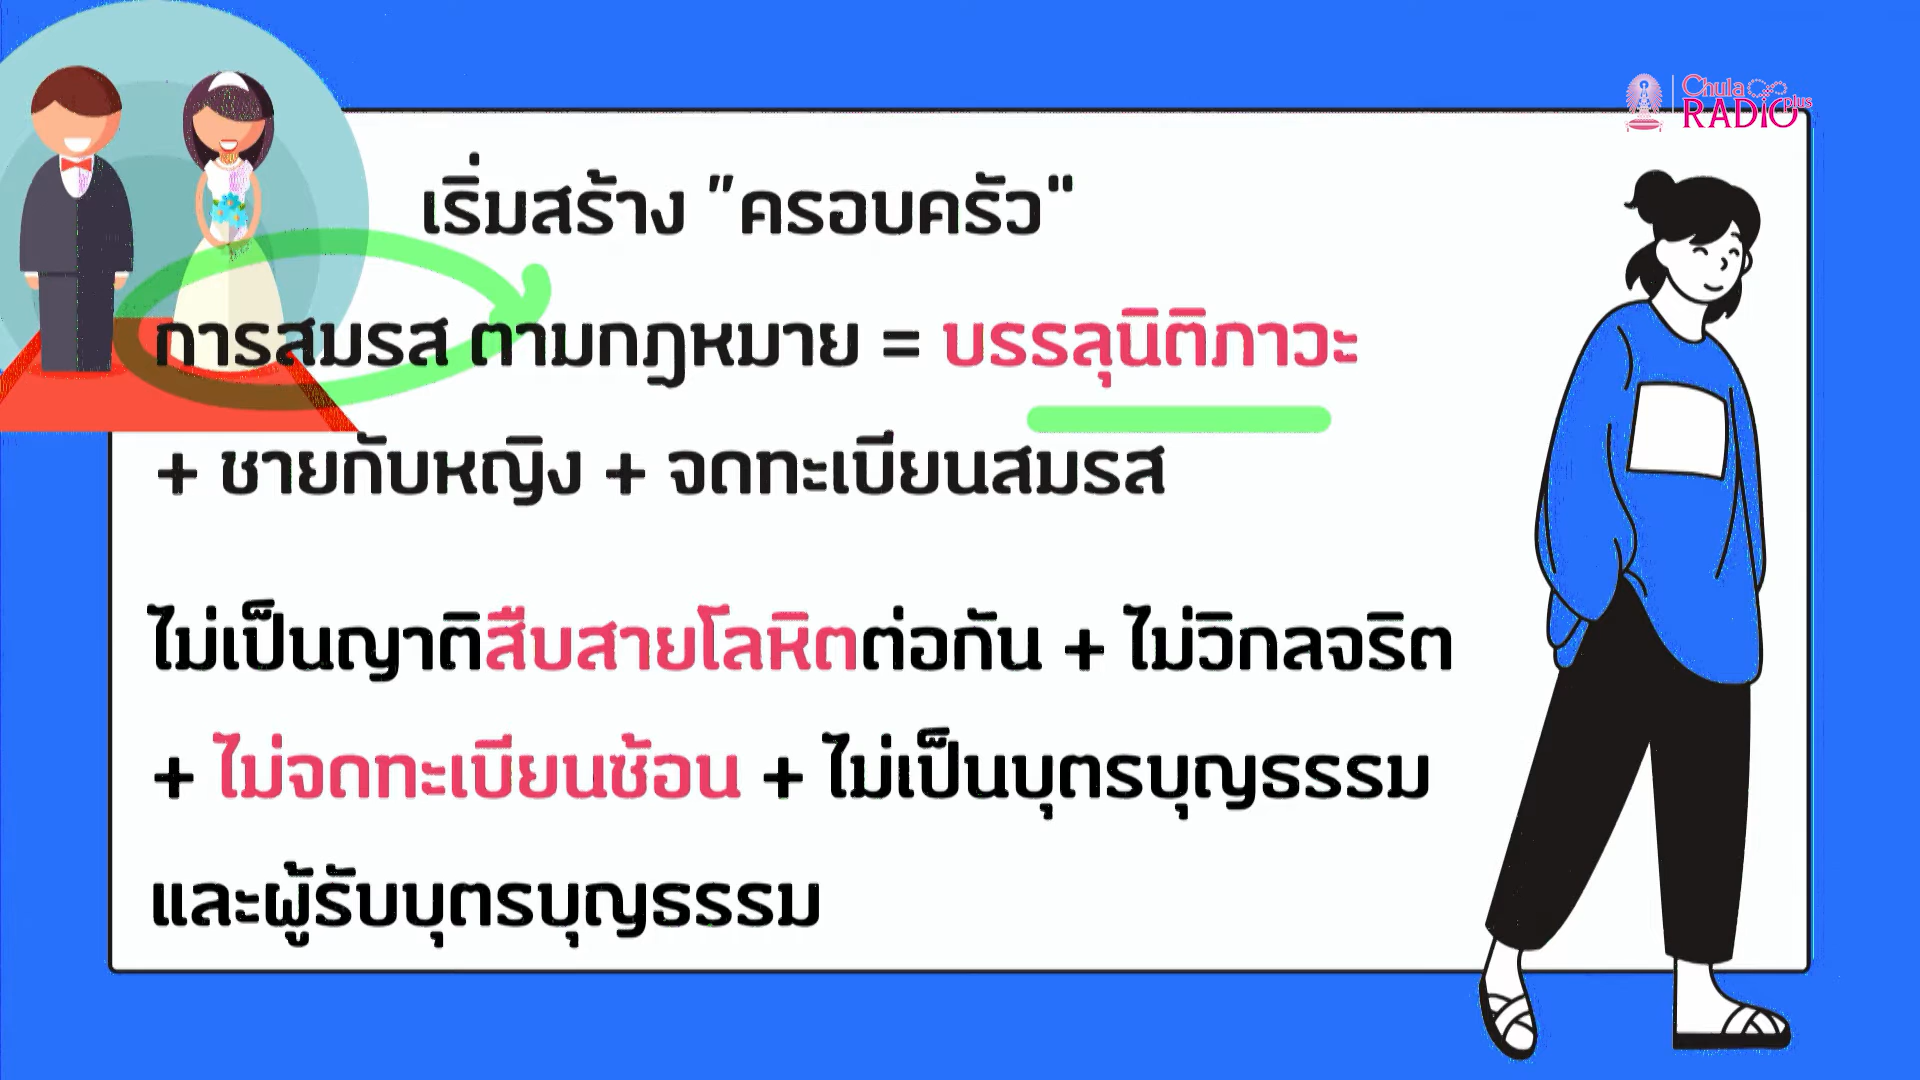 Chula
RADIO plus
เริ่มสร้าง "ครอบครัว"
การสมรส ตามกฎหมาย = บรรลุนิติภาวะ
+ ชายกับหญิง + จดทะเบียนสมรส
ไม่เป็นญาติสืบสายโลหิตต่อกัน + ไม่วิกลจริต
+ ไม่จดทะเบียนซ้อน + ไม่เป็นบุตรบุญธรรม
และผู้รับบุตรบุญธรรม